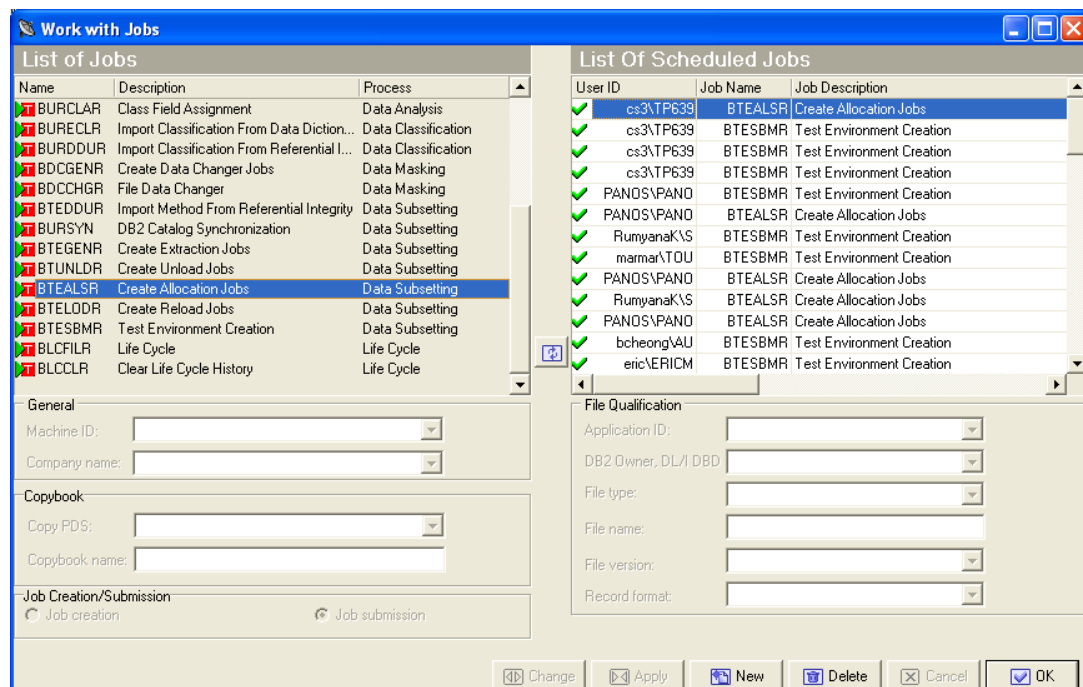 Work with Jobs
List of Jobs
Name Description Process
BURCLAR Class Field Assignment Data Analysis
BURECLR Import Classification From Data Diction... Data Classification
BURDDUR Import Classification From Referential I... Data Classification
BDCGENR Create Data Changer Jobs Data Masking
BDCCHGR File Data Changer Data Masking
BTEDDUR Import Method From Referential Integrity Data Subsetting
BURSYN DB2 Catalog Synchronization Data Subsetting
BTEGENR Create Extraction Jobs Data Subsetting
BTUNLDR Create Unload Jobs Data Subsetting
BTEALSR Create Allocation Jobs Data Subsetting
BTELODR Create Reload Jobs Data Subsetting
BTESBMR Test Environment Creation Data Subsetting
BLCFILR Life Cycle Life Cycle
BLCCLR Clear Life Cycle History Life Cycle
List Of Scheduled Jobs
User ID Job Name Job Description
cs3\TP639 BTEALSR Create Allocation Jobs
cs3\TP639 BTESBMR Test Environment Creation
cs3\TP639 BTESBMR Test Environment Creation
cs3\TP639 BTESBMR Test Environment Creation
PANOS\PANO BTESBMR Test Environment Creation
PANOS\PANO BTEALSR Create Allocation Jobs
RumyanaK\S BTESBMR Test Environment Creation
marmar\TOU BTESBMR Test Environment Creation
PANOS\PANO BTEALSR Create Allocation Jobs
RumyanaK\S BTEALSR Create Allocation Jobs
PANOS\PANO BTEALSR Create Allocation Jobs
bcheong\AU BTESBMR Test Environment Creation
eric\ERICM BTESBMR Test Environment Creation
General
Machine ID:
Company name:
Copybook
Copy PDS:
Copybook name:
Job Creation/Submission
Job creation Job submission
File Qualification
Application ID:
DB2 Owner, DL/I DBD
File type:
File name:
File version:
Record format:
Change Apply New Delete Cancel OK